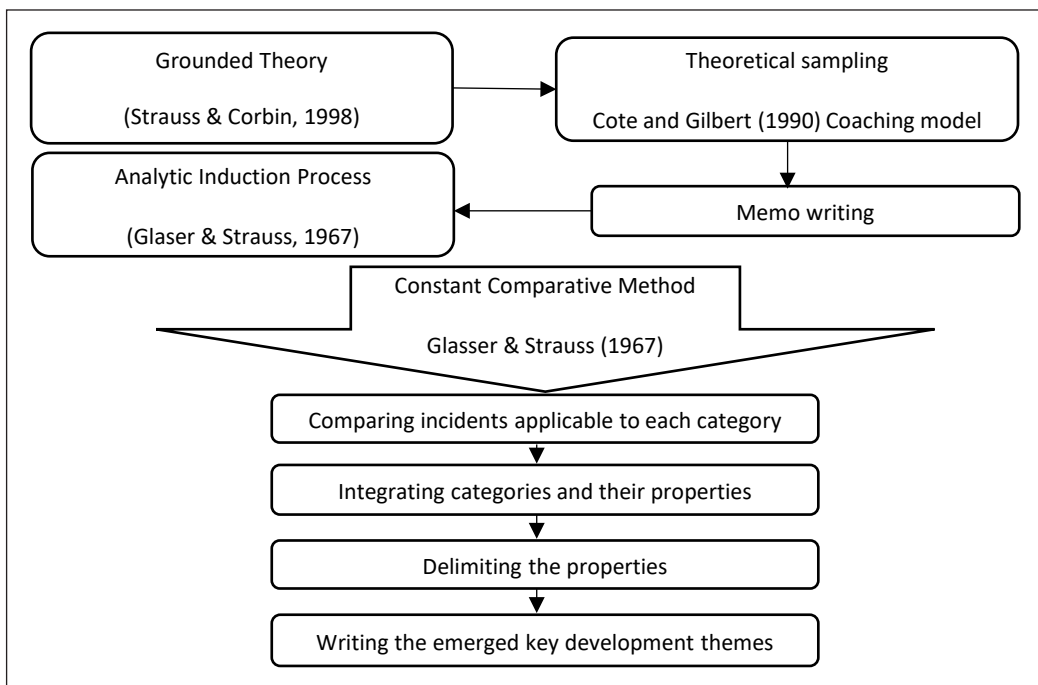 Grounded Theory
(Strauss & Corbin, 1998)
Theoretical sampling
Cote and Gilbert (1990) Coaching model
Analytic Induction Process
(Glaser & Strauss, 1967)
Memo writing
Constant Comparative Method
Glasser & Strauss (1967)
Comparing incidents applicable to each category
Integrating categories and their properties
Delimiting the properties
Writing the emerged key development themes